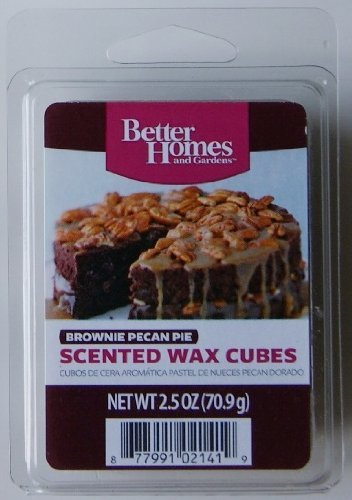 Better
Homes
and Gardens™
BROWNIE PECAN PIE
SCENTED WAX CUBES
CUBOS DE CERA AROMÁTICA PASTEL DE NUECES PECAN DORADO
NET WT 2.5 OZ (70.9 g)
8 77991 02141 9